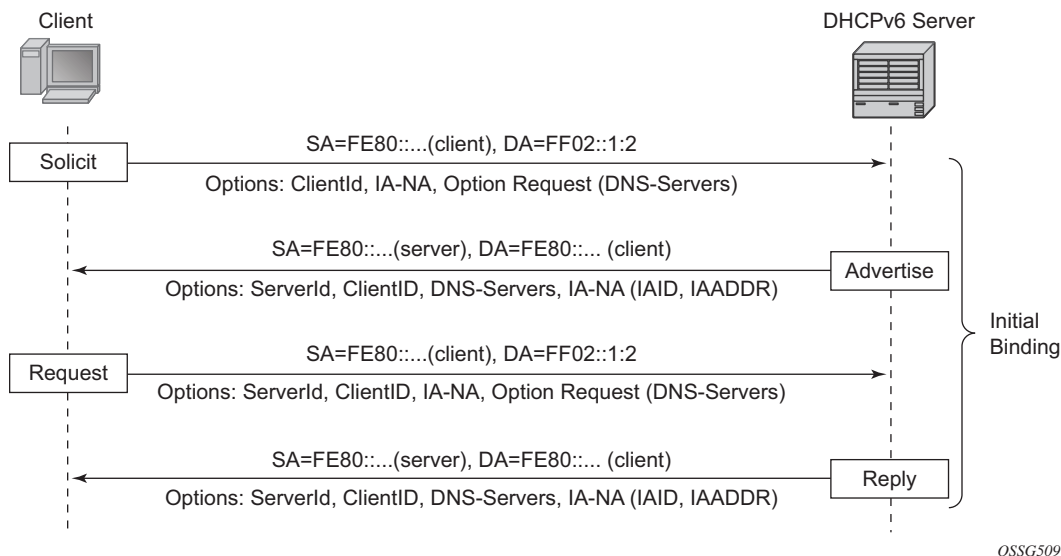 Client
DHCPv6 Server
SA=FE80::...(client), DA=FF02::1:2
Solicit
Options: ClientId, IA-NA, Option Request (DNS-Servers)
SA=FE80::...(server), DA=FE80::... (client)
Advertise
Options: ServerId, ClientID, DNS-Servers, IA-NA (IAID, IAADDR)
Initial
Binding
SA=FE80::...(client), DA=FF02::1:2
Request
Options: ServerId, ClientID, IA-NA, Option Request (DNS-Servers)
SA=FE80::...(server), DA=FE80::... (client)
Reply
Options: ServerId, ClientID, DNS-Servers, IA-NA (IAID, IAADDR)
OSSG509